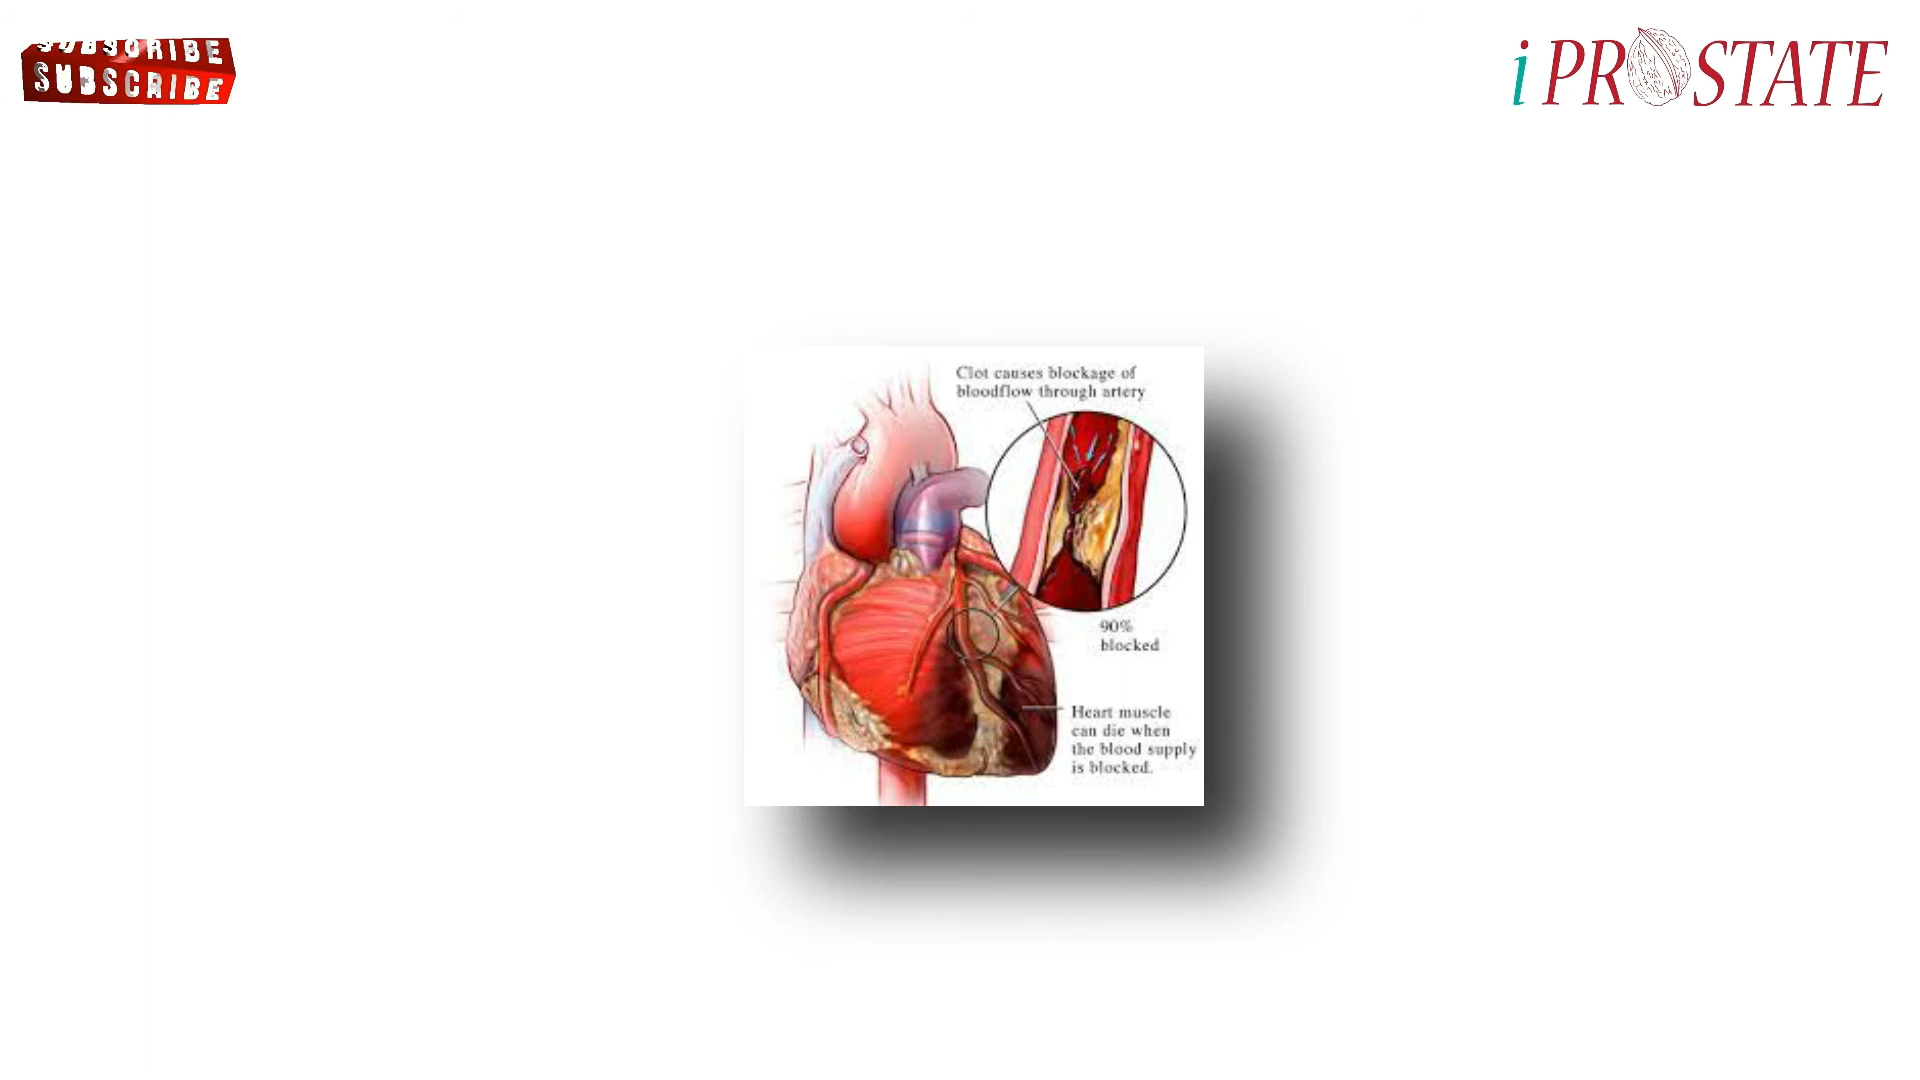 SUBSCRIBE
SUBSCRIBE
i PROSTATE
Clot causes blockage of
bloodflow through artery
90%
blocked
Heart muscle
can die when
the blood supply
is blocked.